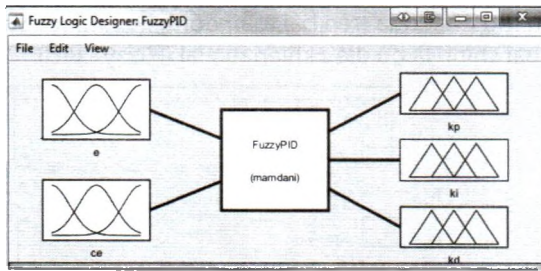 Fuzzy Logic Designer: FuzzyPID
File Edit View
e
ce
FuzzyPID
(mamdani)
kp
ki
kd